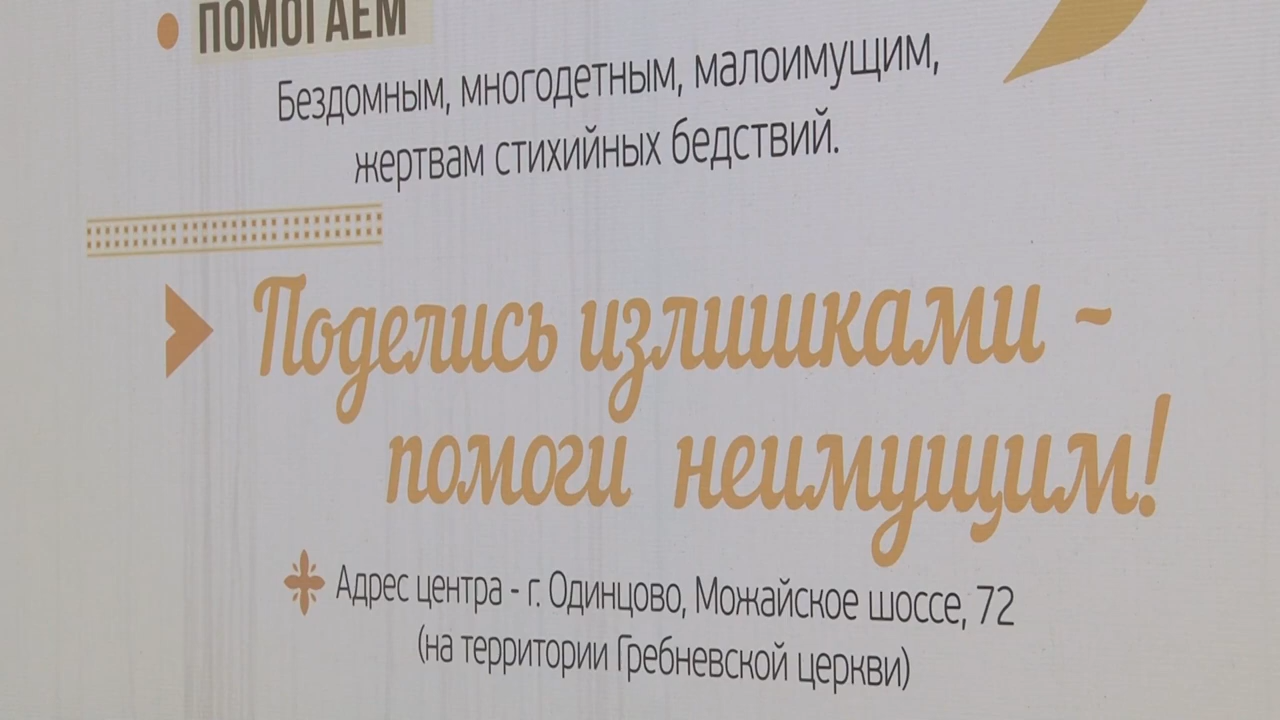 ПОМОГАЕМ
Бездомным, многодетным, малоимущим,
жертвам стихийных бедствий.
Поделись излишками -
помоги неимущим!
Адрес центра - г. Одинцово, Можайское шоссе, 72
(на территории Гребневской церкви)